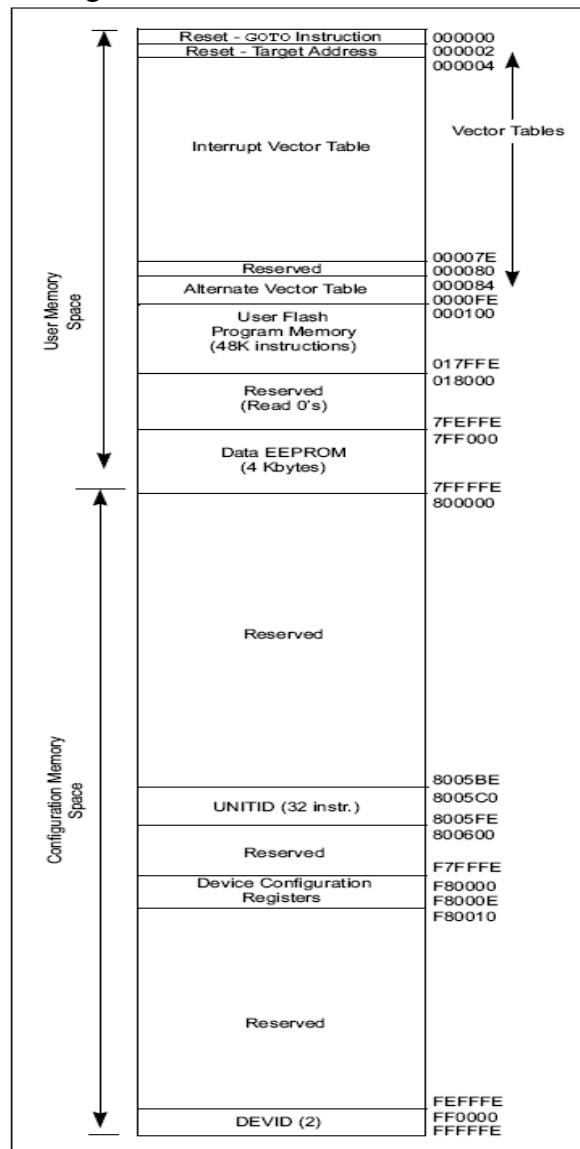 Reset - GOTO Instruction 000000
Reset - Target Address 000002
000004
Interrupt Vector Table
Vector Tables
00007E
Reserved 000080
000084
Alternate Vector Table
0000FE
User Flash 000100
Program Memory
(48K instructions)
017FFE
018000
Reserved
(Read 0's)
7FEFFE
7FF000
Data EEPROM
(4 Kbytes)
7FFFFE
800000
User Memory
Space
Reserved
8005BE
8005C0
UNITID (32 instr.)
8005FE
800600
Reserved
F7FFFE
Device Configuration F80000
Registers F8000E
F80010
Configuration Memory
Space
Reserved
FEFFFE
DEVID (2) FF0000
FFFFFE